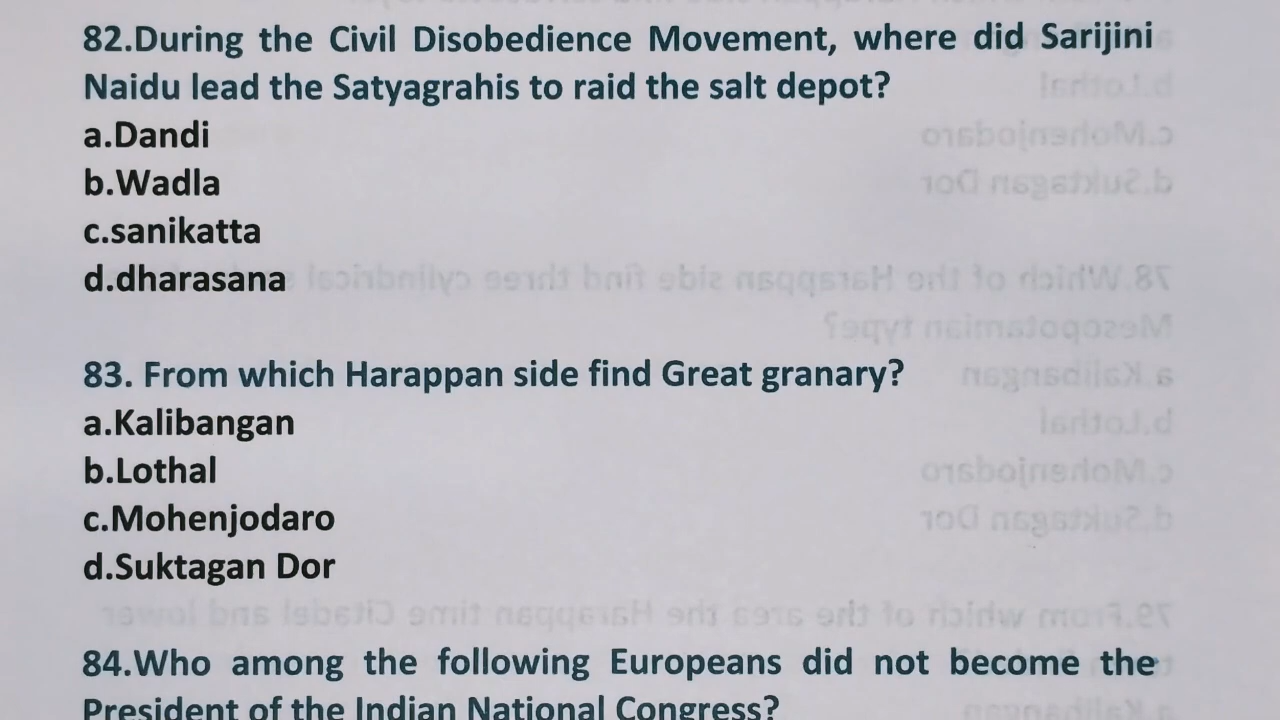 82.During the Civil Disobedience Movement, where did Sarijini
Naidu lead the Satyagrahis to raid the salt depot?
a.Dandi
b.Wadla
c.sanikatta
d.dharasana
83. From which Harappan side find Great granary?
a.Kalibangan
b.Lothal
c.Mohenjodaro
d.Suktagan Dor
84.Who among the following Europeans did not become the
President of the Indian National Congress?